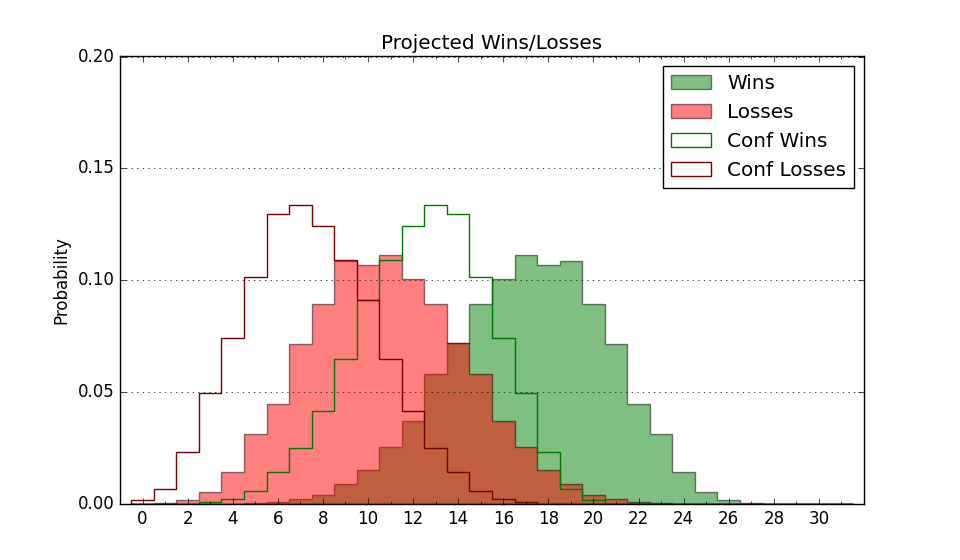 Projected Wins/Losses
0.20
0.15
0.10
0.05
0.00
Probability
Wins
Losses
Conf Wins
Conf Losses
0 2 4 6 8 10 12 14 16 18 20 22 24 26 28 30